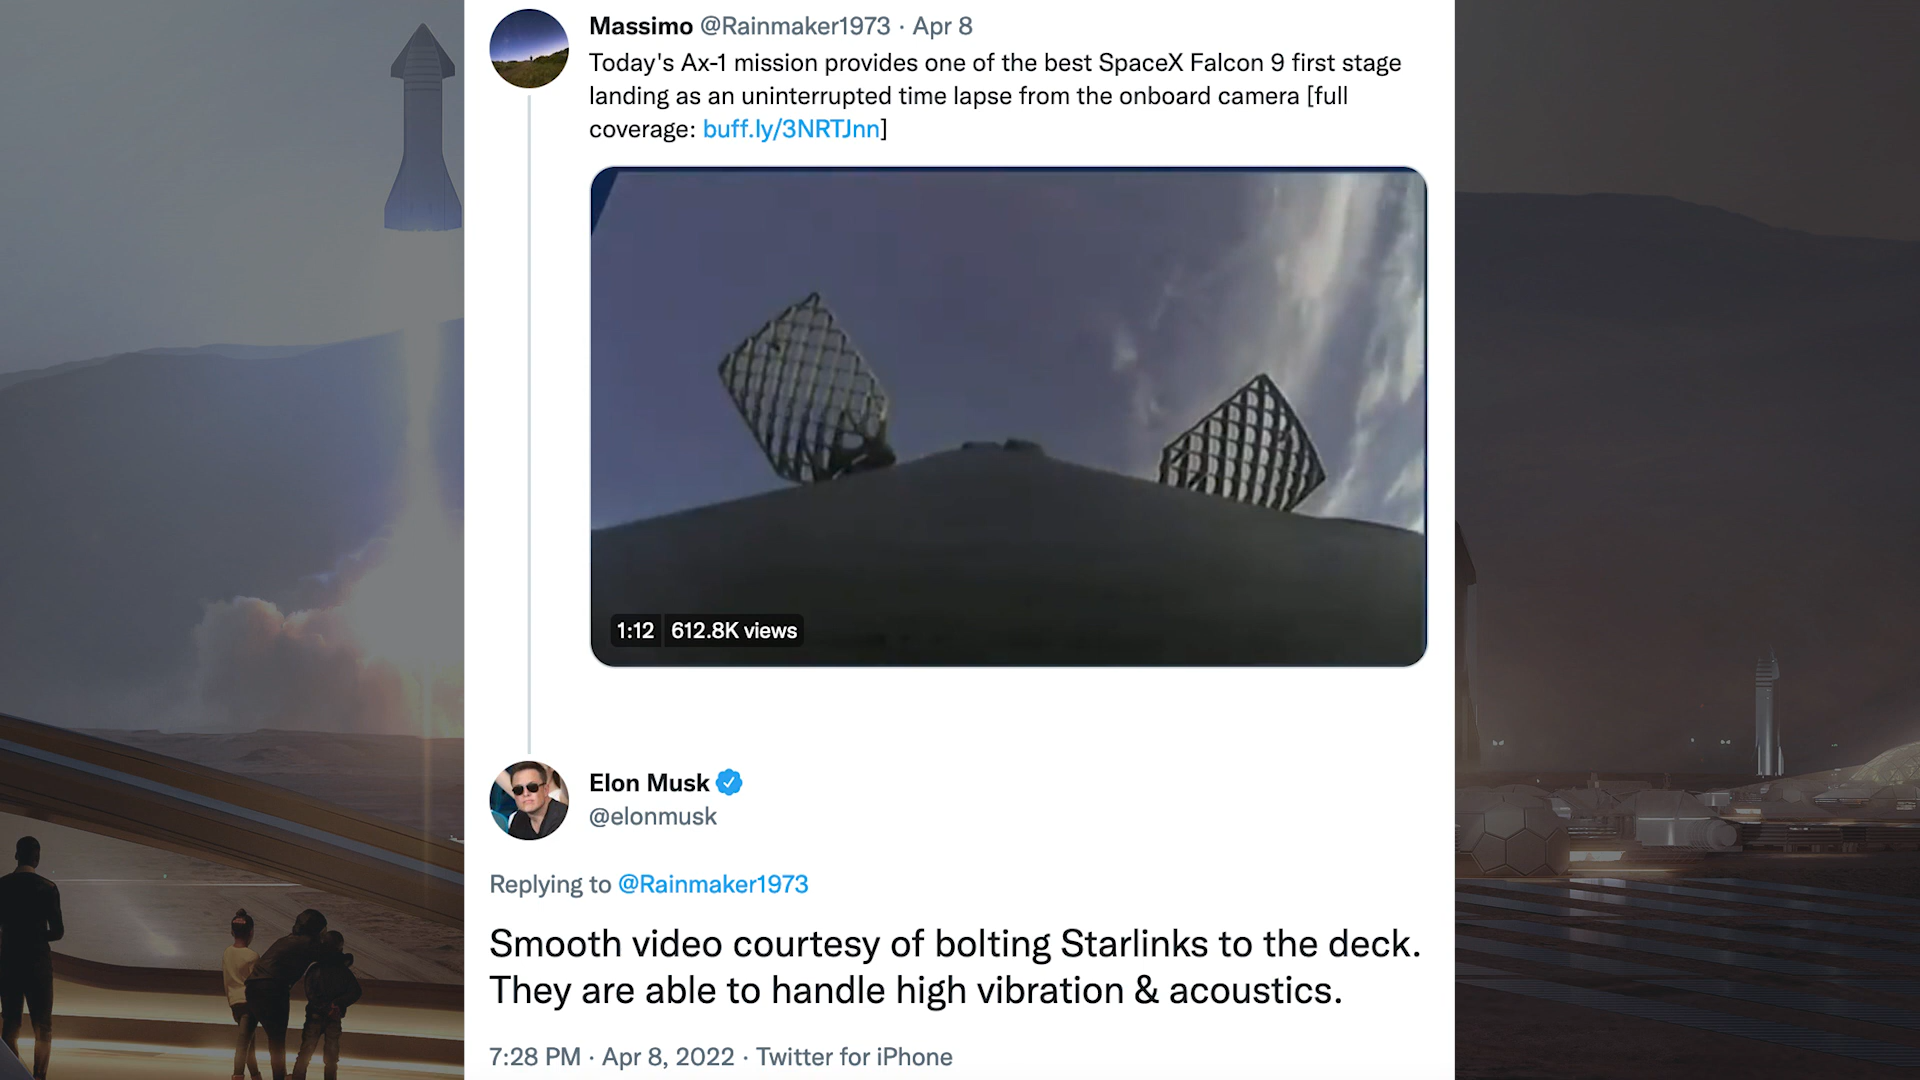 Massimo @Rainmaker1973 · Apr 8
Today's Ax-1 mission provides one of the best SpaceX Falcon 9 first stage
landing as an uninterrupted time lapse from the onboard camera [full
coverage: buff.ly/3NRTJnn]
1:12 612.8K views
Elon Musk
@elonmusk
Replying to @Rainmaker1973
Smooth video courtesy of bolting Starlinks to the deck.
They are able to handle high vibration & acoustics.
7:28 PM · Apr 8, 2022 · Twitter for iPhone